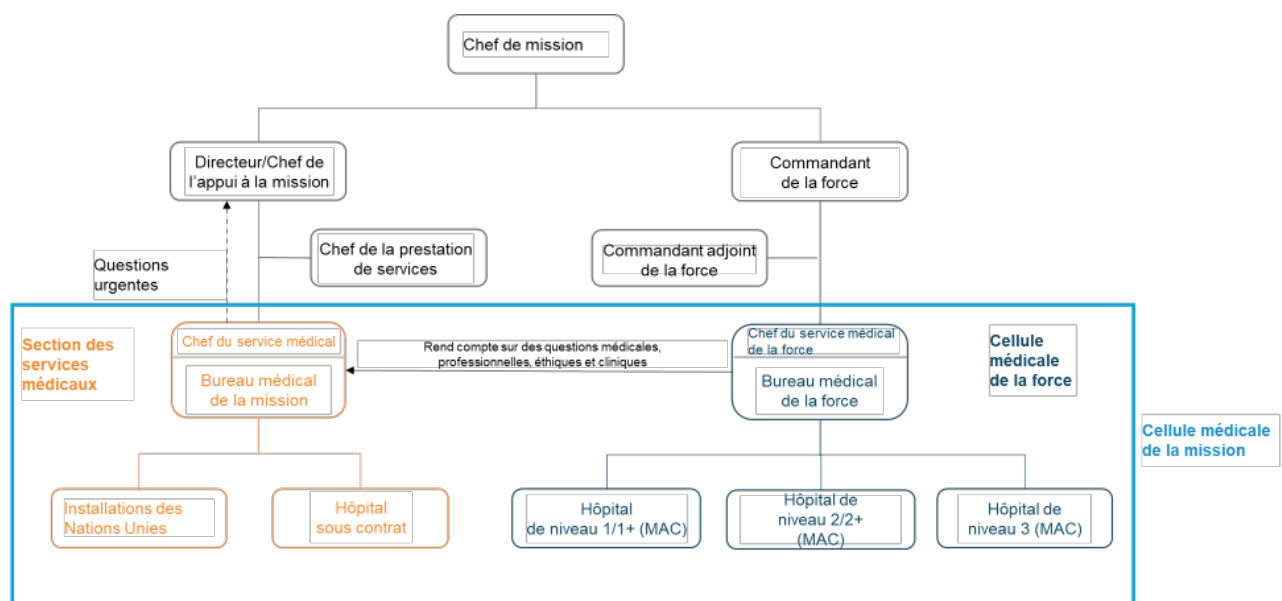 Chef de mission
Directeur/Chef de
l'appui à la mission
Commandant
de la force
Chef de la prestation
de services
Commandant adjoint
de la force
Questions
urgentes
Section des
services
médicaux
Chef du service médical
Bureau médical
de la mission
Rend compte sur des questions médicales,
professionnelles, éthiques et cliniques
Chef du service médical
de la force
Bureau médical
de la force
Cellule
médicale
de la force
Cellule médicale
de la mission
Installations des
Nations Unies
Hôpital
sous contrat
Hôpital
de niveau 1/1+ (MAC)
Hôpital de
niveau 2/2+
(MAC)
Hôpital de
niveau 3 (MAC)